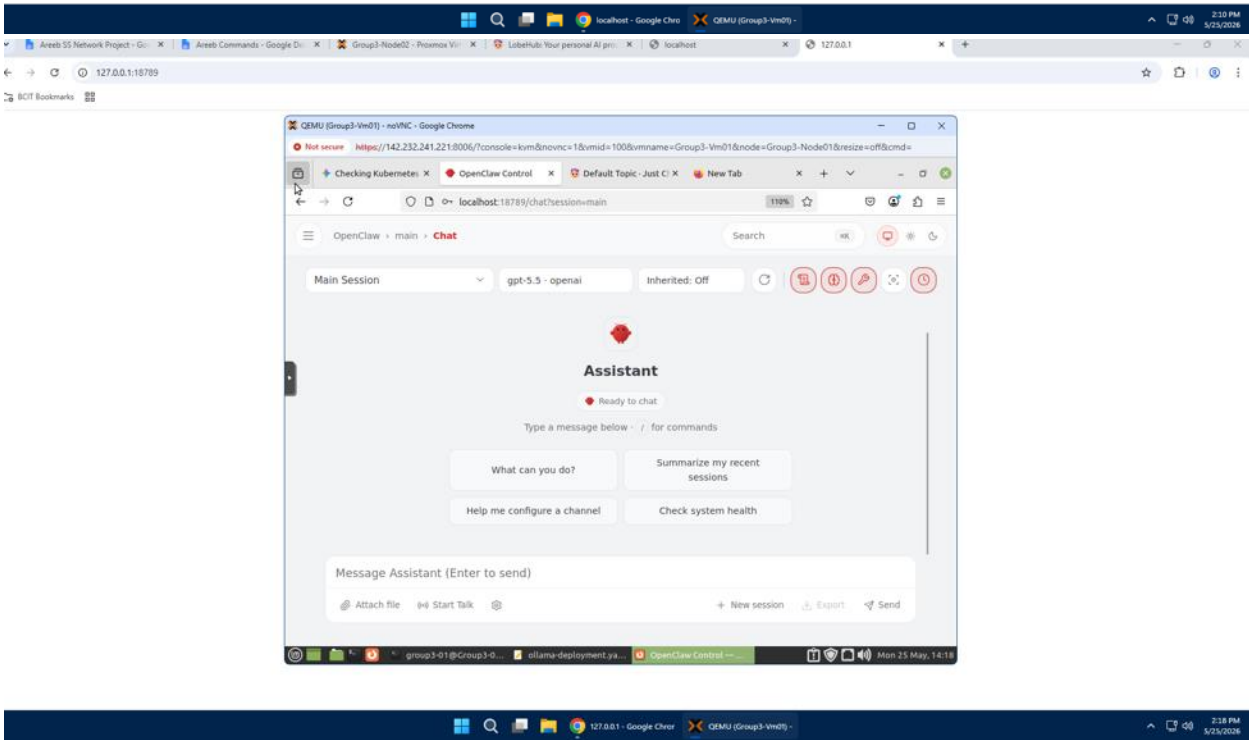 localhost - Google Chro QEMU (Group3-Vm01) - 2:10 PM
5/25/2026
Areeb SS Network Project - Go Areeb Commands - Google Do Group3-Node02 - Proxmox Vir LobeHub: Your personal AI pro localhost 127.0.0.1
127.0.0.1:18789
BCIT Bookmarks
QEMU (Group3-Vm01) - noVNC - Google Chrome
Not secure https://142.232.241.221:8006/?console=kvm&novnc=1&vmid=100&vmname=Group3-Vm01&node=Group3-Node01&resize=off&cmd=
Checking Kubernetes OpenClaw Control Default Topic · Just C New Tab
localhost:18789/chat?session=main 110%
OpenClaw › main › Chat Search ⌘K
Main Session gpt-5.5 · openai Inherited: Off
Assistant
Ready to chat
Type a message below · / for commands
What can you do?
Summarize my recent
sessions
Help me configure a channel
Check system health
Message Assistant (Enter to send)
Attach file Start Talk + New session Export Send
group3-01@Group3-0... ollama-deployment.ya... OpenClaw Control — ... Mon 25 May, 14:18
127.0.0.1 - Google Chror QEMU (Group3-Vm01) - 2:18 PM
5/25/2026